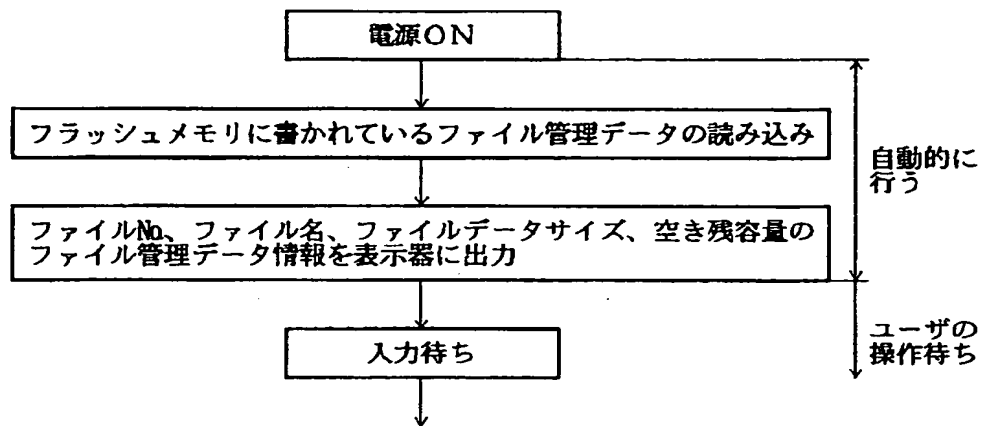 電源ON
フラッシュメモリに書かれているファイル管理データの読み込み
ファイル№、ファイル名、ファイルデータサイズ、空き残容量の
ファイル管理データ情報を表示器に出力
自動的に
行う
入力待ち
ユーザの
操作待ち